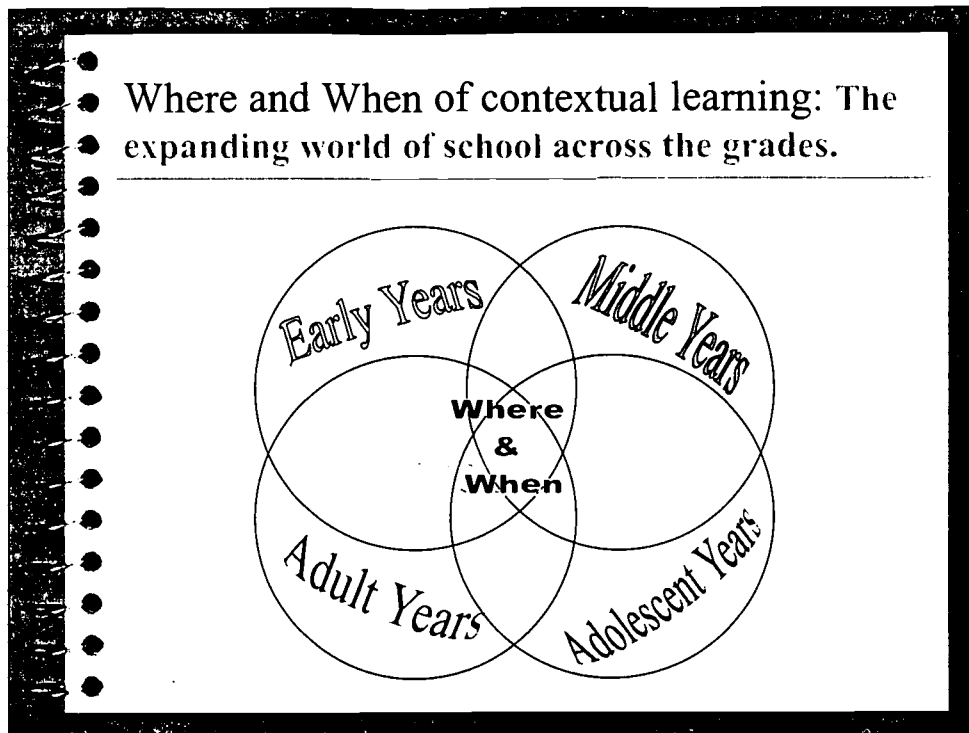 Where and When of contextual learning: The
expanding world of school across the grades.
Early Years
Middle Years
Where
&
When
Adult Years
Adolescent Years